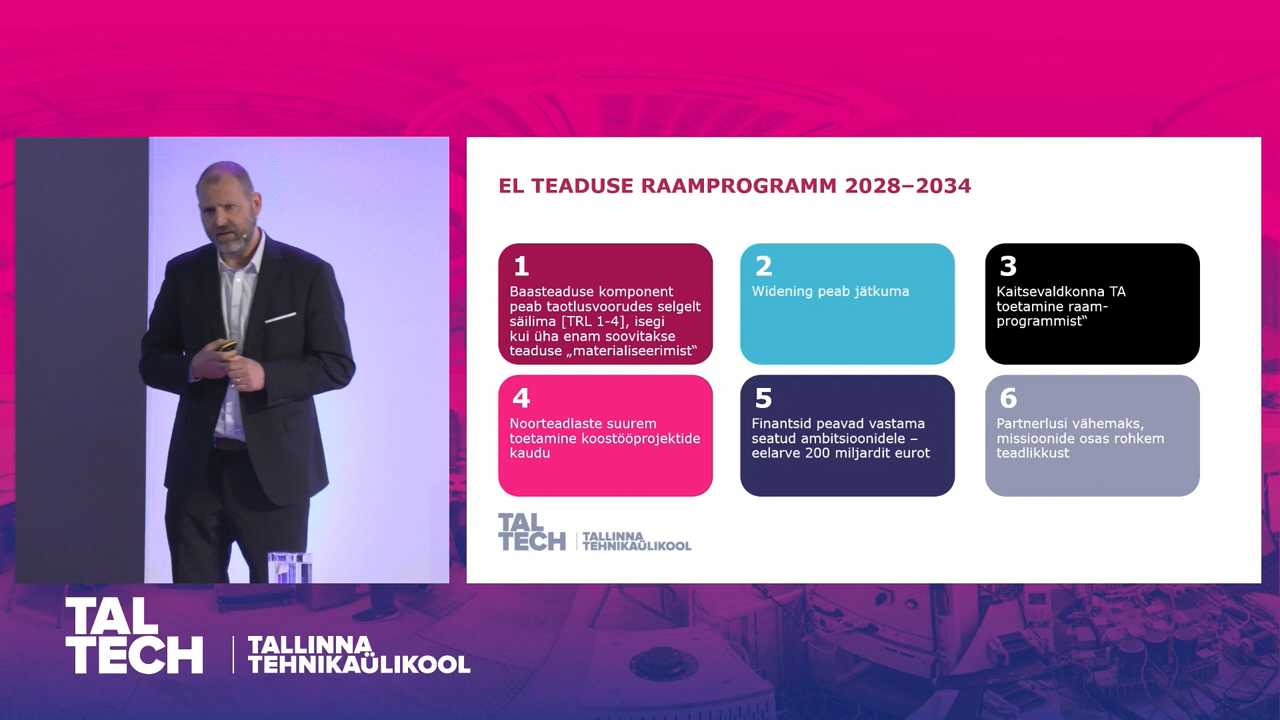 EL TEADUSE RAAMPROGRAMM 2028–2034
1
Baasteaduse komponent
peab taotlusvoorudes selgelt
säilima [TRL 1-4], isegi
kui üha enam soovitakse
teaduse „materialiseerimist“
2
Widening peab jätkuma
3
Kaitsevaldkonna TA
toetamine raam-
programmist“
4
Noorteadlaste suurem
toetamine koostööprojektide
kaudu
5
Finantsid peavad vastama
seatud ambitsioonidele –
eelarve 200 miljardit eurot
6
Partnerlusi vähemaks,
missioonide osas rohkem
teadlikkust
TAL
TECH
TALLINNA
TEHNIKAÜLIKOOL
TAL
TECH
TALLINNA
TEHNIKAÜLIKOOL